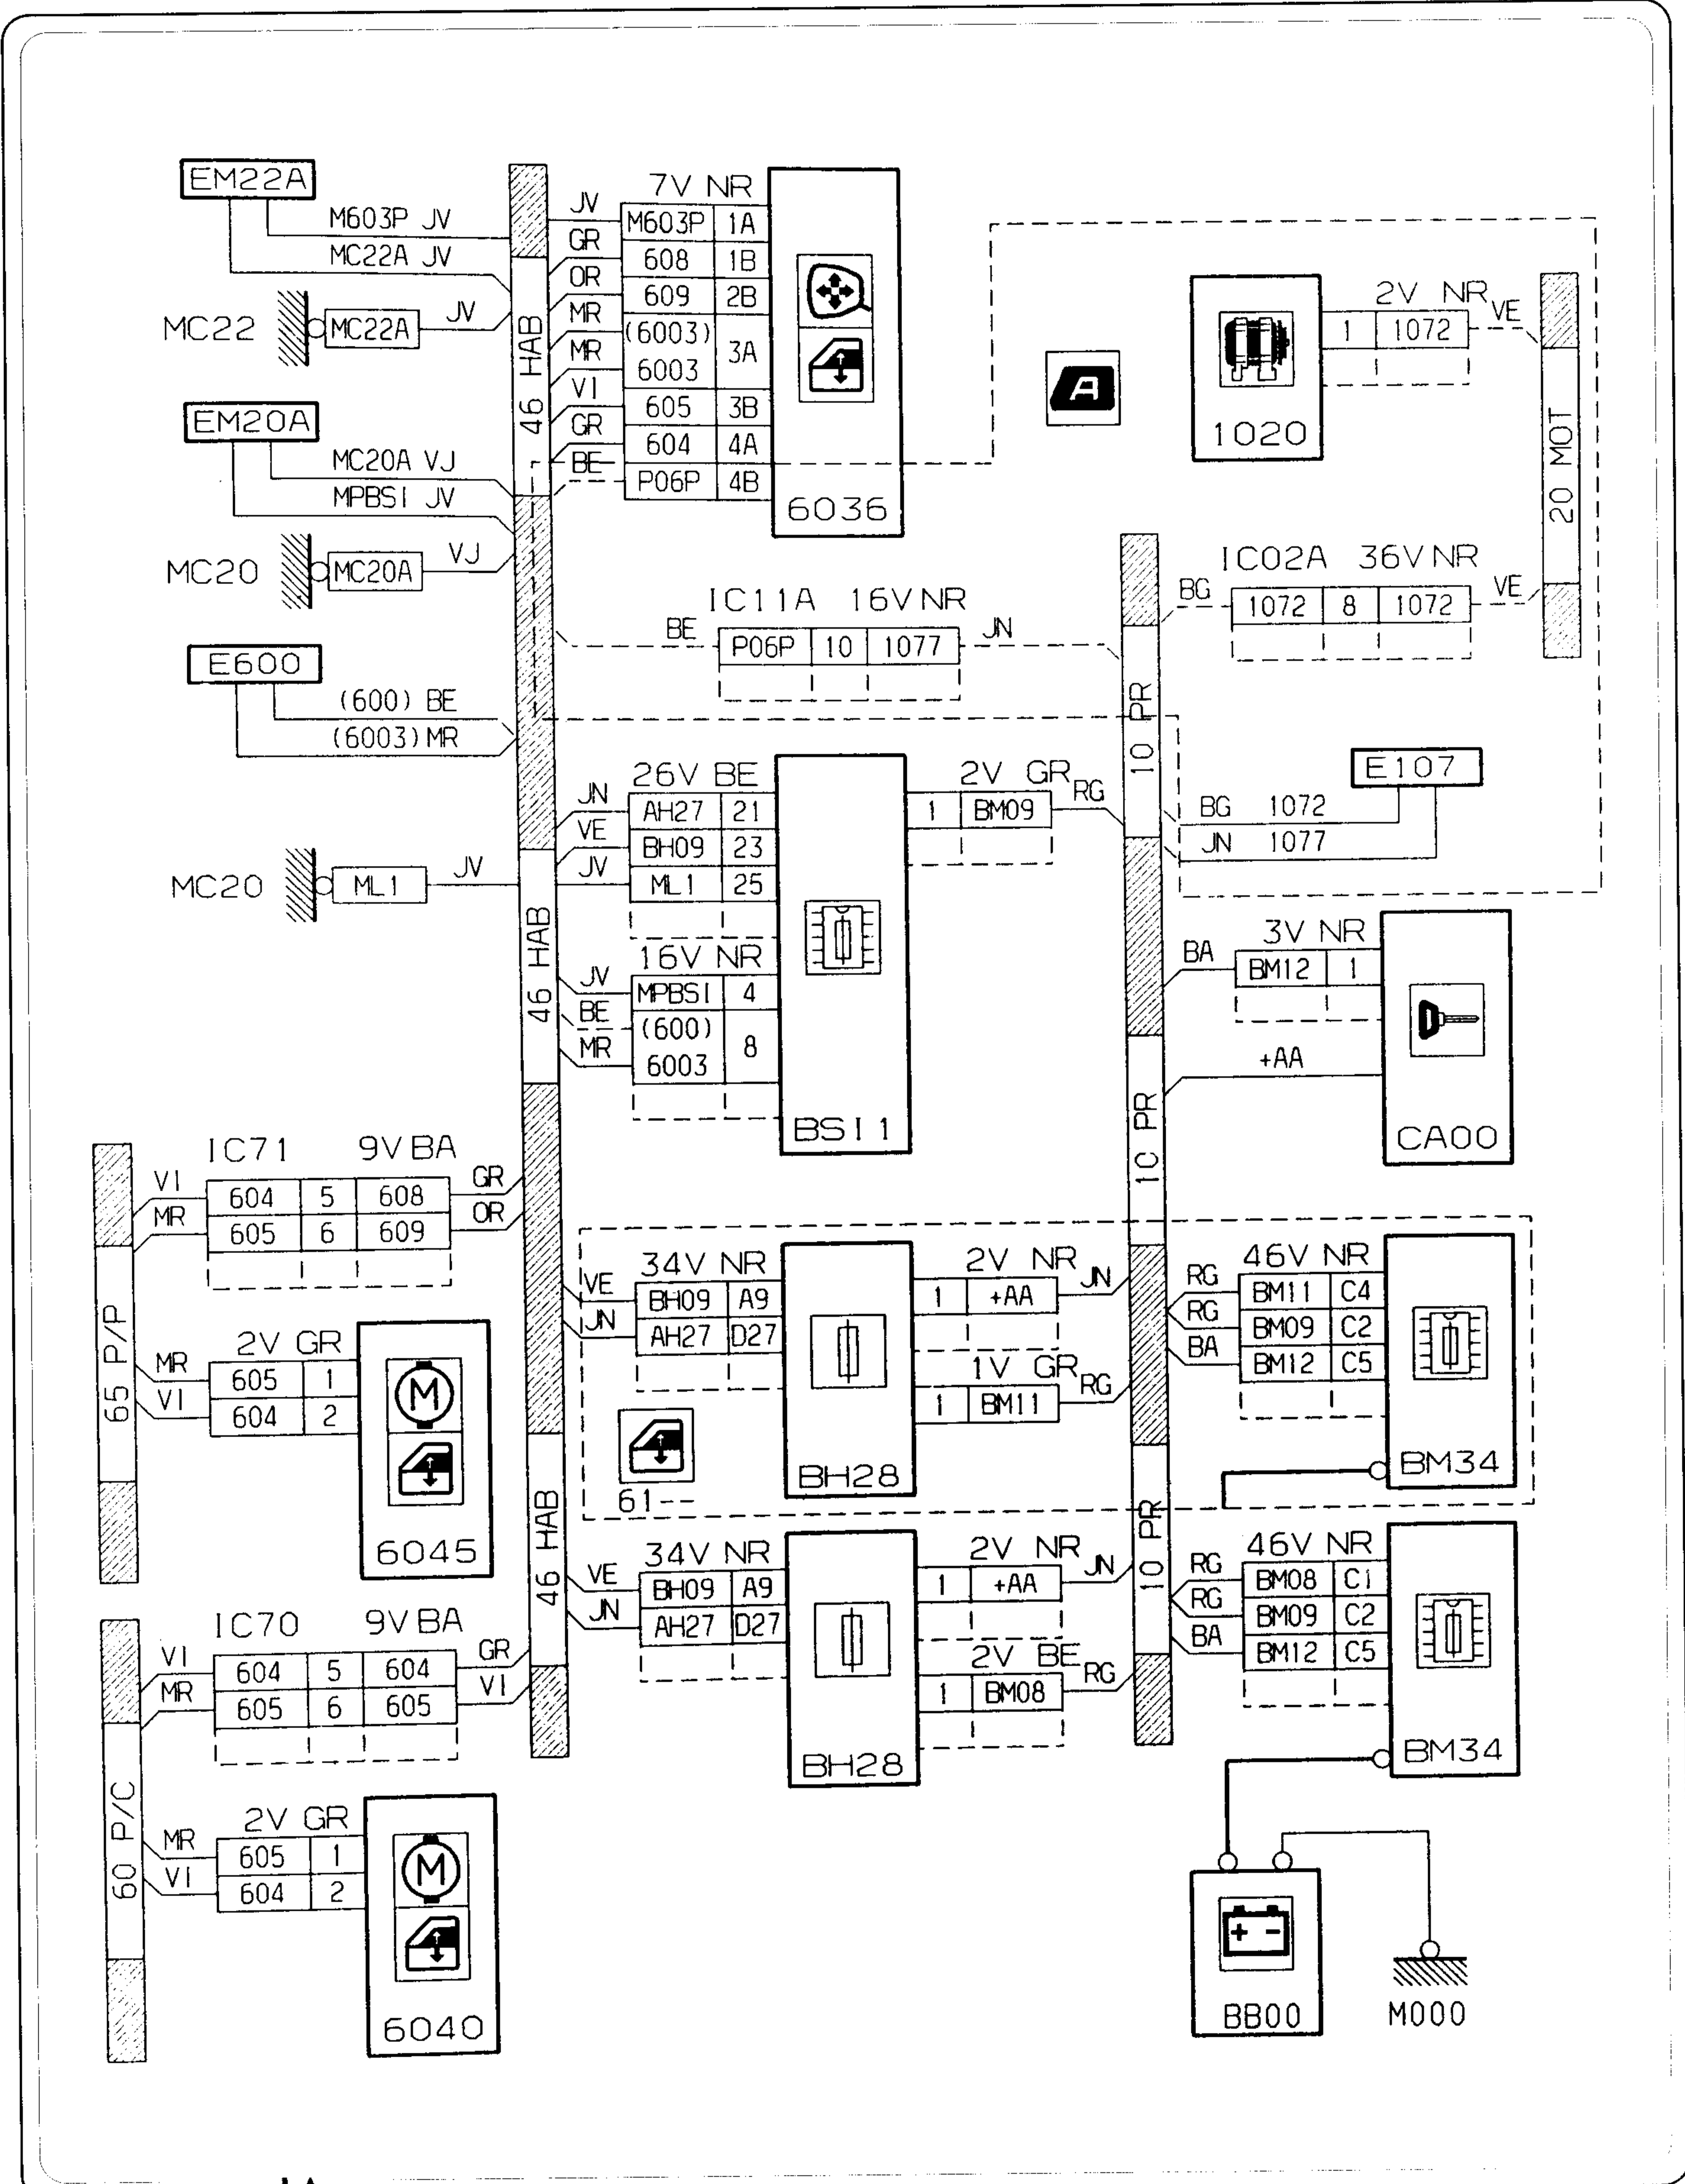 EM22A
M603P JV
MC22A JV
MC22
MC22A
JV
46 HAB
7V NR
JV
M603P 1A
GR
608 1B
OR
609 2B
MR
(6003)
3A
MR
6003
VI
605 3B
GR
604 4A
BE
P06P 4B
6036
A
1020
2V NR
1 1072
VE
20 MOT
EM20A
MC20A VJ
MPBSI JV
MC20
MC20A
VJ
IC02A 36V NR
BG
1072 8 1072
VE
IC11A 16V NR
BE
P06P 10 1077
JN
10 PR
E600
(600) BE
(6003) MR
E107
BG 1072
JN 1077
26V BE
JN
AH27 21
VE
BH09 23
JV
ML1 25
2V GR
1 BM09
RG
MC20
ML1
JV
46 HAB
16V NR
JV
MPBSI 4
BE
(600)
8
MR
6003
BSI1
3V NR
BA
BM12 1
+AA
CA00
10 PR
IC71 9V BA
VI
604 5 608
GR
MR
605 6 609
OR
65 P/P
2V GR
MR
605 1
VI
604 2
M
6045
34V NR
VE
BH09 A9
JN
AH27 D27
2V NR
1 +AA
JN
1V GR
1 BM11
RG
61--
BH28
46V NR
RG
BM11 C4
RG
BM09 C2
BA
BM12 C5
BM34
46 HAB
10 PR
34V NR
VE
BH09 A9
JN
AH27 D27
2V NR
1 +AA
JN
2V BE
1 BM08
RG
BH28
46V NR
RG
BM08 C1
RG
BM09 C2
BA
BM12 C5
BM34
IC70 9V BA
VI
604 5 604
GR
MR
605 6 605
VI
60 P/C
2V GR
MR
605 1
VI
604 2
M
6040
+ -
BB00
M000